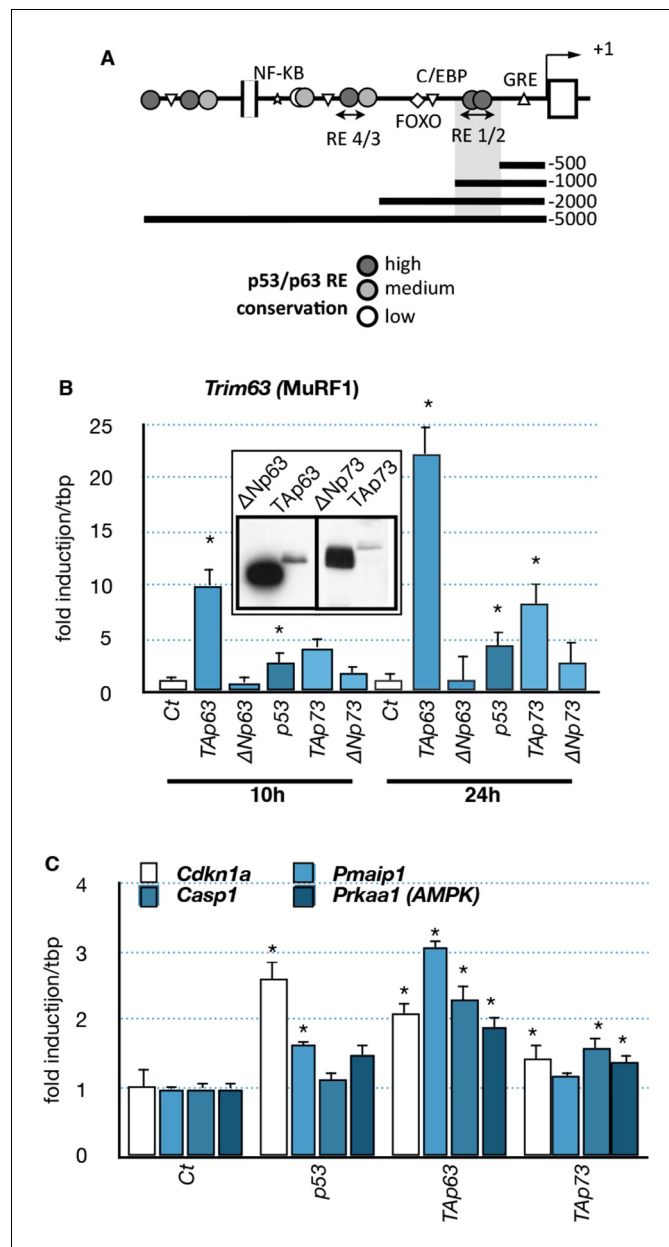 A
+1
NF-KB
C/EBP
GRE
FOXO
RE 4/3
RE 1/2
-500
-1000
-2000
-5000
p53/p63 RE
conservation
high
medium
low
B
Trim63 (MuRF1)
fold inductijon/tbp
25
20
15
10
5
0
ΔNp63
TAp63
ΔNp73
TAp73
*
*
*
*
*
Ct
TAp63
ΔNp63
p53
TAp73
ΔNp73
Ct
TAp63
ΔNp63
p53
TAp73
ΔNp73
10h
24h
C
Cdkn1a
Pmaip1
Casp1
Prkaa1 (AMPK)
fold inductijon/tbp
4
3
2
1
0
*
*
*
*
*
*
*
*
*
Ct
p53
TAp63
TAp73